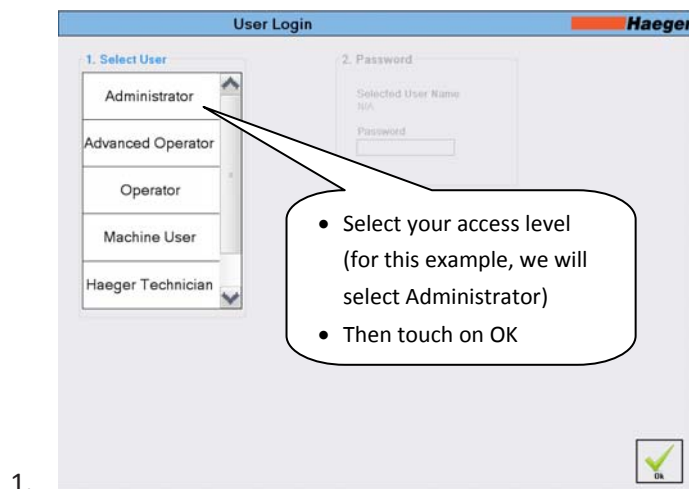 User Login
Haeger
1. Select User
2. Password
Administrator
Advanced Operator
Operator
Machine User
Haeger Technician
Selected User Name
N/A
Password
• Select your access level
(for this example, we will
select Administrator)
• Then touch on OK
Ok
1.